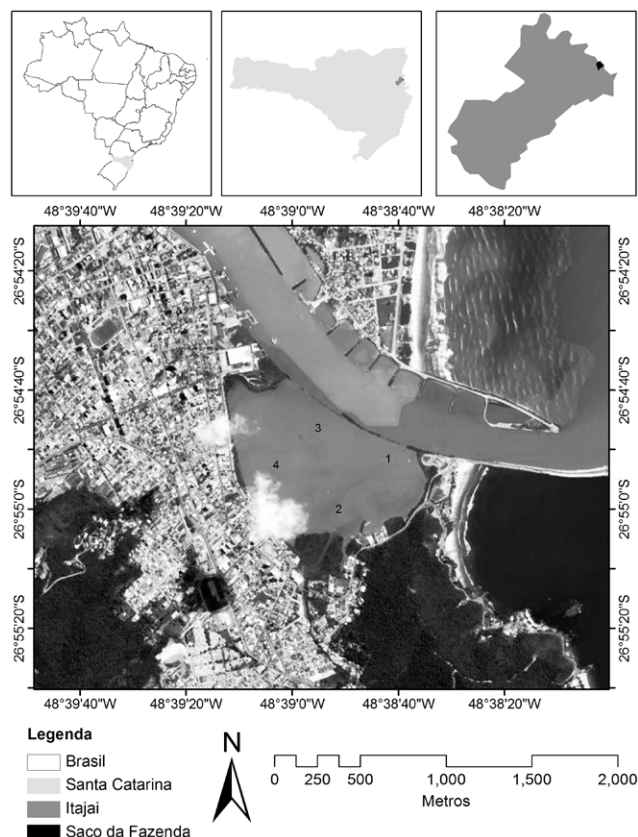 48°39'40"W 48°39'20"W 48°39'0"W 48°38'40"W 48°38'20"W
26°54'20"S 26°54'20"S
26°54'40"S 26°54'40"S
3
1
4
2
26°55'0"S 26°55'0"S
26°55'20"S 26°55'20"S
48°39'40"W 48°39'20"W 48°39'0"W 48°38'40"W 48°38'20"W
Legenda
Brasil
Santa Catarina
Itajai
Saco da Fazenda
N
0 250 500 1,000 1,500 2,000
Metros